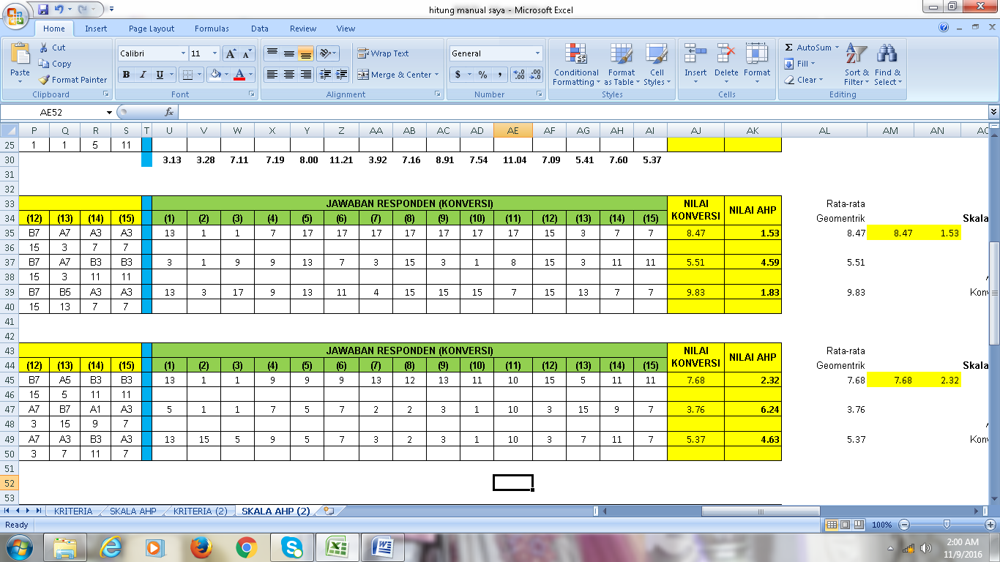 hitung manual saya - Microsoft Excel
Home Insert Page Layout Formulas Data Review View
Paste Cut Copy Format Painter Clipboard
Calibri 11 A A B I U A Font
Wrap Text Merge & Center Alignment
General $ % , .0 .00 .00 .0 Number
Conditional Formatting Format as Table Cell Styles Styles
Insert Delete Format Cells
Σ AutoSum Fill Clear Sort & Filter Find & Select Editing
AE52 fx
P Q R S T U V W X Y Z AA AB AC AD AE AF AG AH AI AJ AK AL AM AN AO
25 1 1 5 11
30 3.13 3.28 7.11 7.19 8.00 11.21 3.92 7.16 8.91 7.54 11.04 7.09 5.41 7.60 5.37
31
32
33 JAWABAN RESPONDEN (KONVERSI) NILAI KONVERSI NILAI AHP Rata-rata
34 (12) (13) (14) (15) (1) (2) (3) (4) (5) (6) (7) (8) (9) (10) (11) (12) (13) (14) (15) Geomentrik Skala
35 B7 A7 A3 A3 13 1 1 7 17 17 17 17 17 17 17 15 3 7 7 8.47 1.53 8.47 8.47 1.53
36 15 3 7 7
37 B7 A7 B3 B3 3 1 9 9 13 7 3 15 3 1 8 15 3 11 11 5.51 4.59 5.51
38 15 3 11 11
39 B7 B5 A3 A3 13 3 17 9 13 11 4 15 15 15 7 15 13 7 7 9.83 1.83 9.83 Konv
40 15 13 7 7
41
42
43 JAWABAN RESPONDEN (KONVERSI) NILAI KONVERSI NILAI AHP Rata-rata
44 (12) (13) (14) (15) (1) (2) (3) (4) (5) (6) (7) (8) (9) (10) (11) (12) (13) (14) (15) Geomentrik Skala
45 B7 A5 B3 B3 13 1 1 9 9 9 13 12 13 11 10 15 5 11 11 7.68 2.32 7.68 7.68 2.32
46 15 5 11 11
47 A7 B7 A1 A3 5 1 1 7 5 7 2 2 3 1 10 3 15 9 7 3.76 6.24 3.76
48 3 15 9 7
49 A7 A3 B3 A3 13 15 5 9 5 7 3 2 3 1 10 3 7 11 7 5.37 4.63 5.37 Konv
50 3 7 11 7
51
52
53
KRITERIA SKALA AHP KRITERIA (2) SKALA AHP (2)
Ready 100%
2:00 AM
11/9/2016